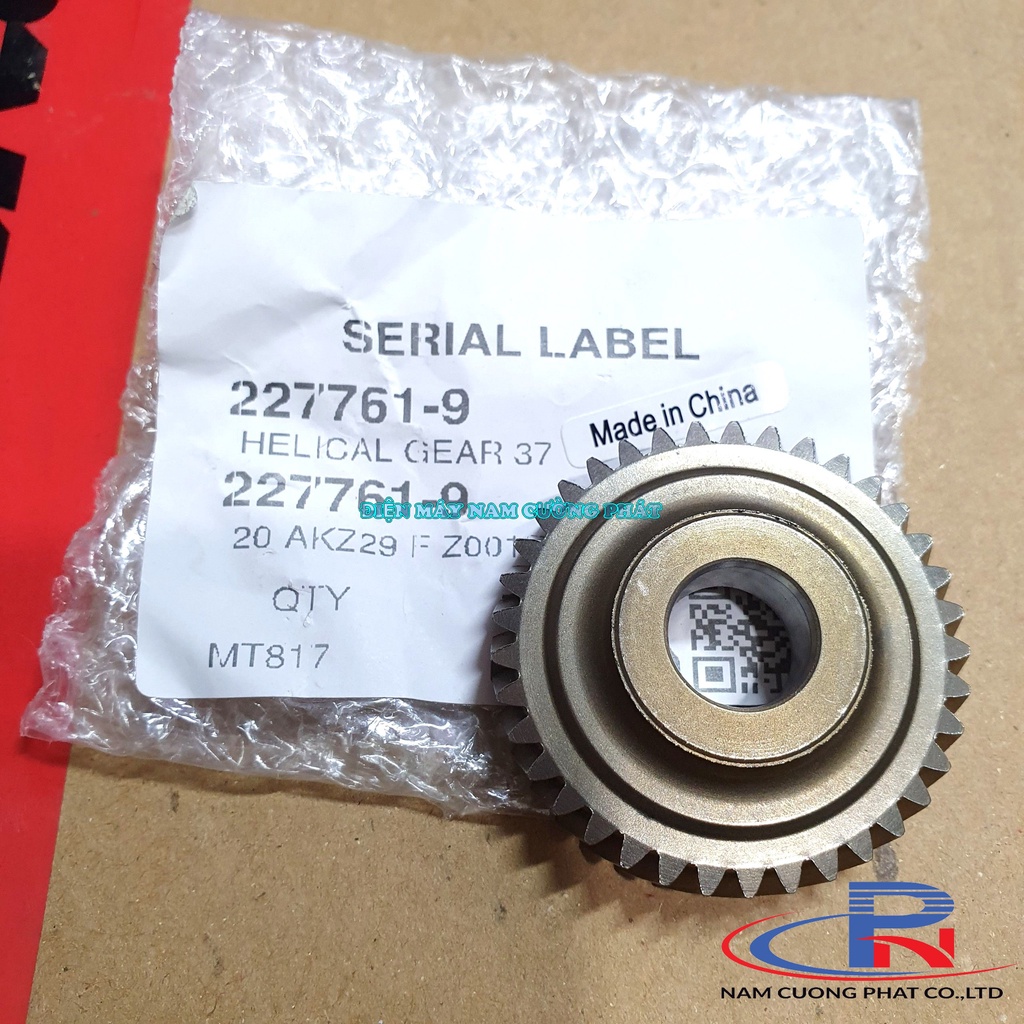 SERIAL LABEL
227761-9
Made in China
HELICAL GEAR 37
227761-9
ĐIỆN MÁY NAM CƯỜNG PHÁT
20 AKZ29 F Z001
QTY
MT817
NAM CUONG PHAT CO.,LTD